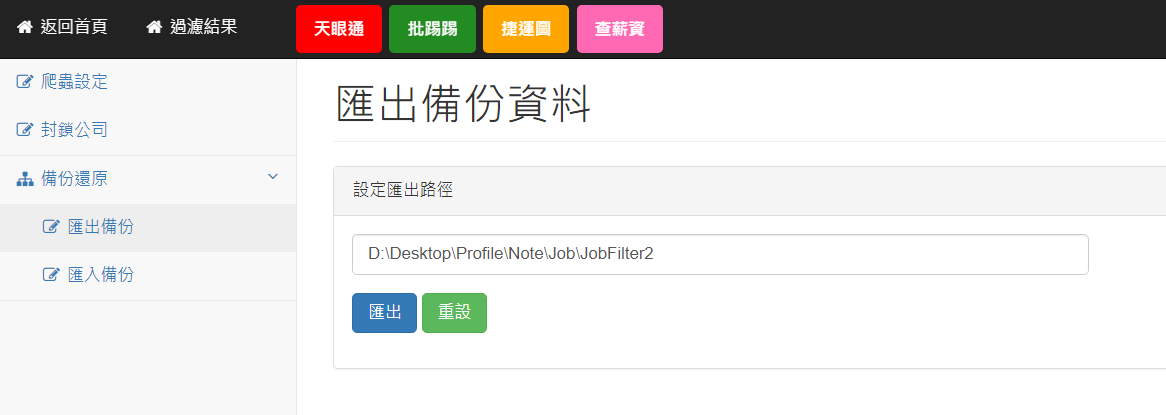 返回首頁 過濾結果 天眼通 批踢踢 捷運圖 查薪資
爬蟲設定
封鎖公司
備份還原
匯出備份
匯入備份
匯出備份資料
設定匯出路徑
D:\Desktop\Profile\Note\Job\JobFilter2
匯出 重設